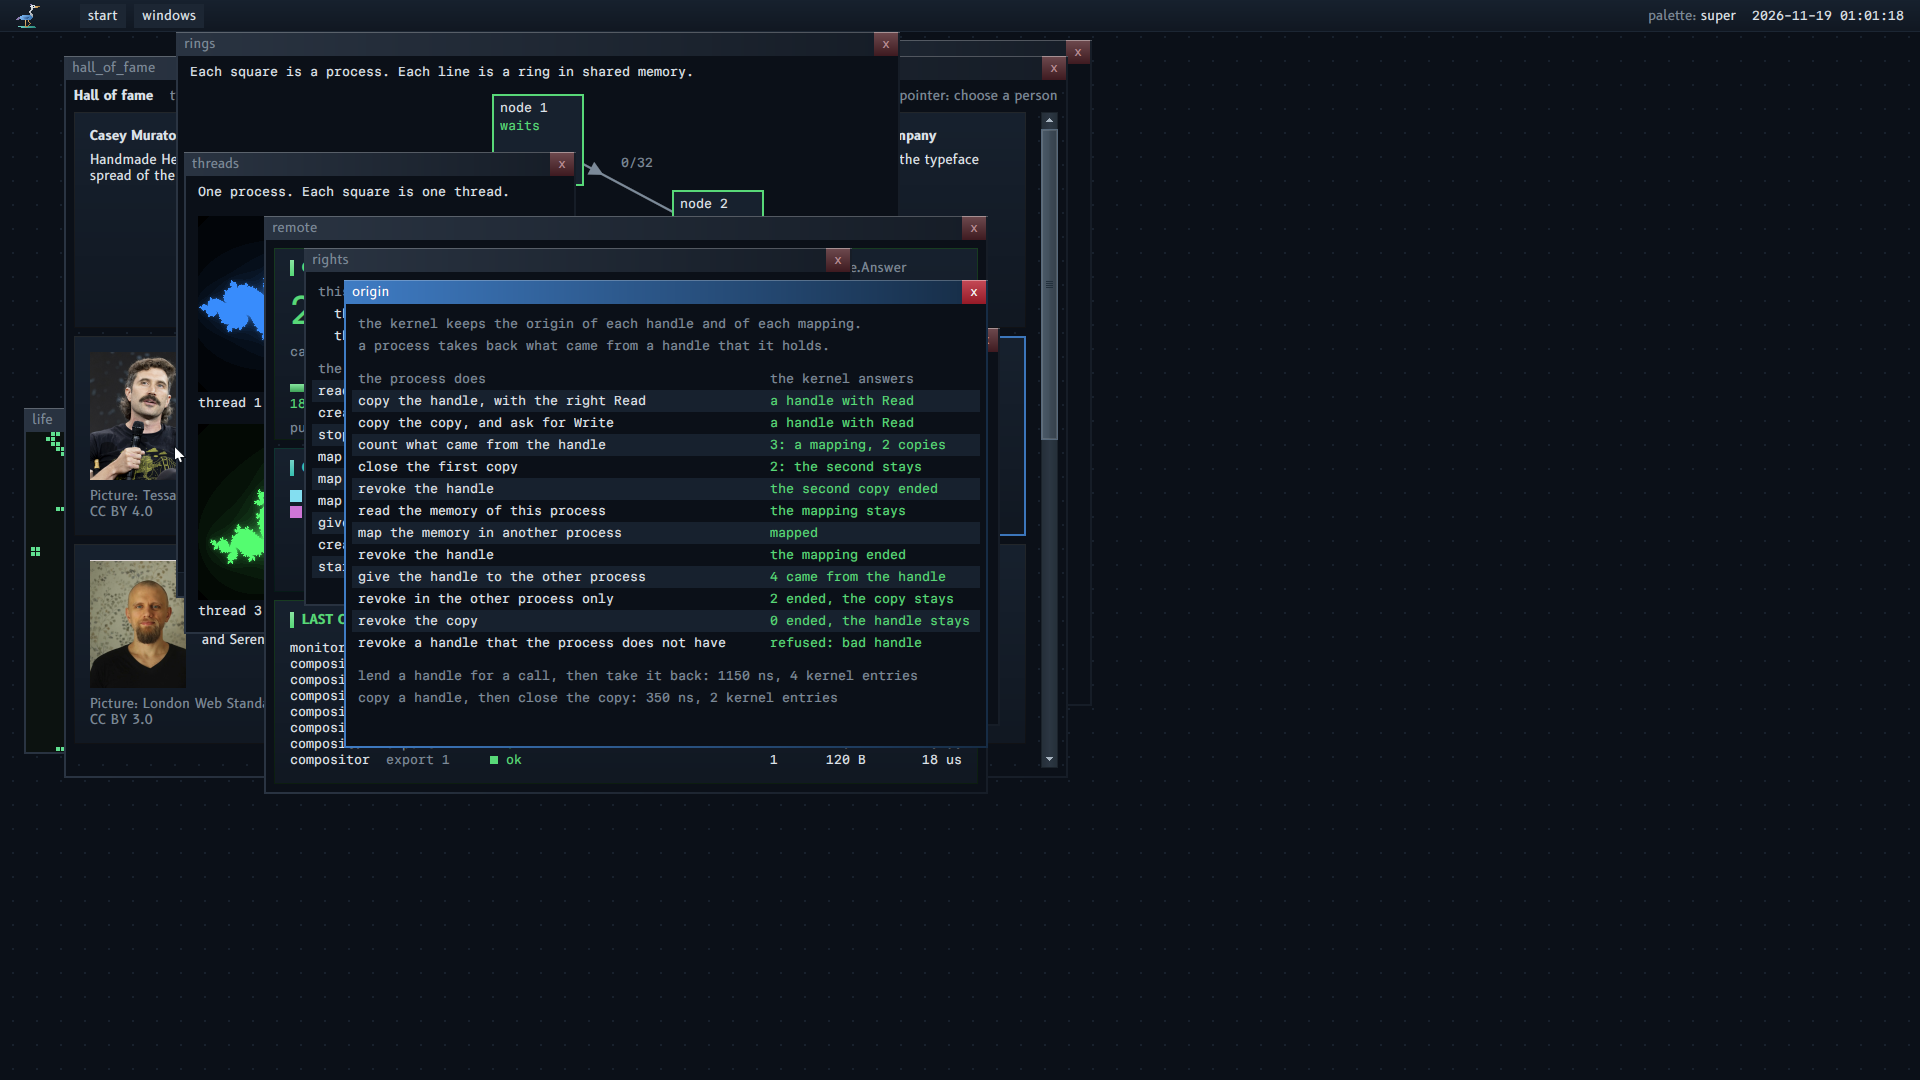 start windows palette: super 2026-11-19 01:01:18
rings x
x
hall_of_fame x
Each square is a process. Each line is a ring in shared memory.
Hall of fame pointer: choose a person
node 1
waits
Casey Murato
Handmade He the typeface
spread of the
threads x
0/32
One process. Each square is one thread.
node 2
remote x
rights x
e.Answer
origin x
the kernel keeps the origin of each handle and of each mapping.
a process takes back what came from a handle that it holds.
the process does the kernel answers
copy the handle, with the right Read a handle with Read
copy the copy, and ask for Write a handle with Read
count what came from the handle 3: a mapping, 2 copies
close the first copy 2: the second stays
revoke the handle the second copy ended
read the memory of this process the mapping stays
map the memory in another process mapped
revoke the handle the mapping ended
give the handle to the other process 4 came from the handle
revoke in the other process only 2 ended, the copy stays
revoke the copy 0 ended, the handle stays
revoke a handle that the process does not have refused: bad handle
lend a handle for a call, then take it back: 1150 ns, 4 kernel entries
copy a handle, then close the copy: 350 ns, 2 kernel entries
the
map
map
map
thread 1
life
Picture: Tessa
CC BY 4.0
thread 3
and Seren
LAST
monitor
Picture: London Web Standa
CC BY 3.0
compositor export 1 ok 1 120 B 18 us